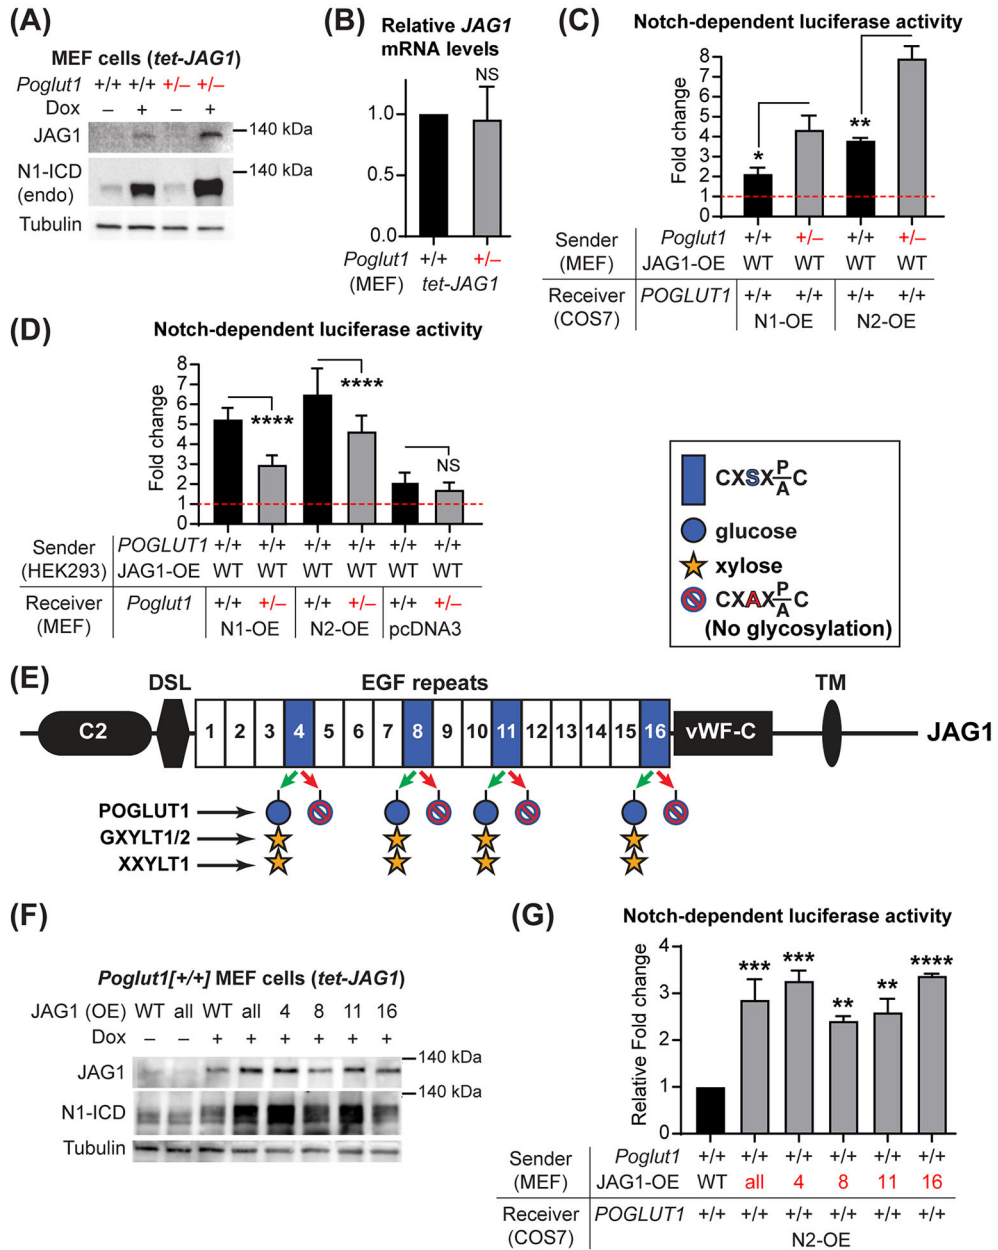 (A)
MEF cells (tet-JAG1)
Poglut1 +/+ +/+ +/– +/–
Dox – + – +
JAG1
140 kDa
N1-ICD
(endo)
140 kDa
Tubulin
(B)
Relative JAG1
mRNA levels
NS
1.0
0.5
0.0
Poglut1 +/+ +/–
(MEF) tet-JAG1
(C)
Notch-dependent luciferase activity
Fold change
8
7
6
5
4
3
2
1
0
*
**
Sender Poglut1 +/+ +/– +/+ +/–
(MEF) JAG1-OE WT WT WT WT
Receiver POGLUT1 +/+ +/+ +/+ +/+
(COS7) N1-OE N2-OE
(D)
Notch-dependent luciferase activity
Fold change
8
7
6
5
4
3
2
1
0
****
****
NS
Sender POGLUT1 +/+ +/+ +/+ +/+ +/+ +/+
(HEK293) JAG1-OE WT WT WT WT WT WT
Receiver Poglut1 +/+ +/– +/+ +/– +/+ +/–
(MEF) N1-OE N2-OE pcDNA3
CXSXP/AC
glucose
xylose
CXAXP/AC
(No glycosylation)
(E)
DSL EGF repeats TM
C2 1 2 3 4 5 6 7 8 9 10 11 12 13 14 15 16 vWF-C JAG1
POGLUT1
GXYLT1/2
XXYLT1
(F)
Poglut1[+/+] MEF cells (tet-JAG1)
JAG1 (OE) WT all WT all 4 8 11 16
Dox – – + + + + + +
JAG1
140 kDa
N1-ICD
140 kDa
Tubulin
(G)
Notch-dependent luciferase activity
Relative Fold change
4
3
2
1
0
***
***
**
**
****
Sender Poglut1 +/+ +/+ +/+ +/+ +/+ +/+
(MEF) JAG1-OE WT all 4 8 11 16
Receiver POGLUT1 +/+ +/+ +/+ +/+ +/+ +/+
(COS7) N2-OE